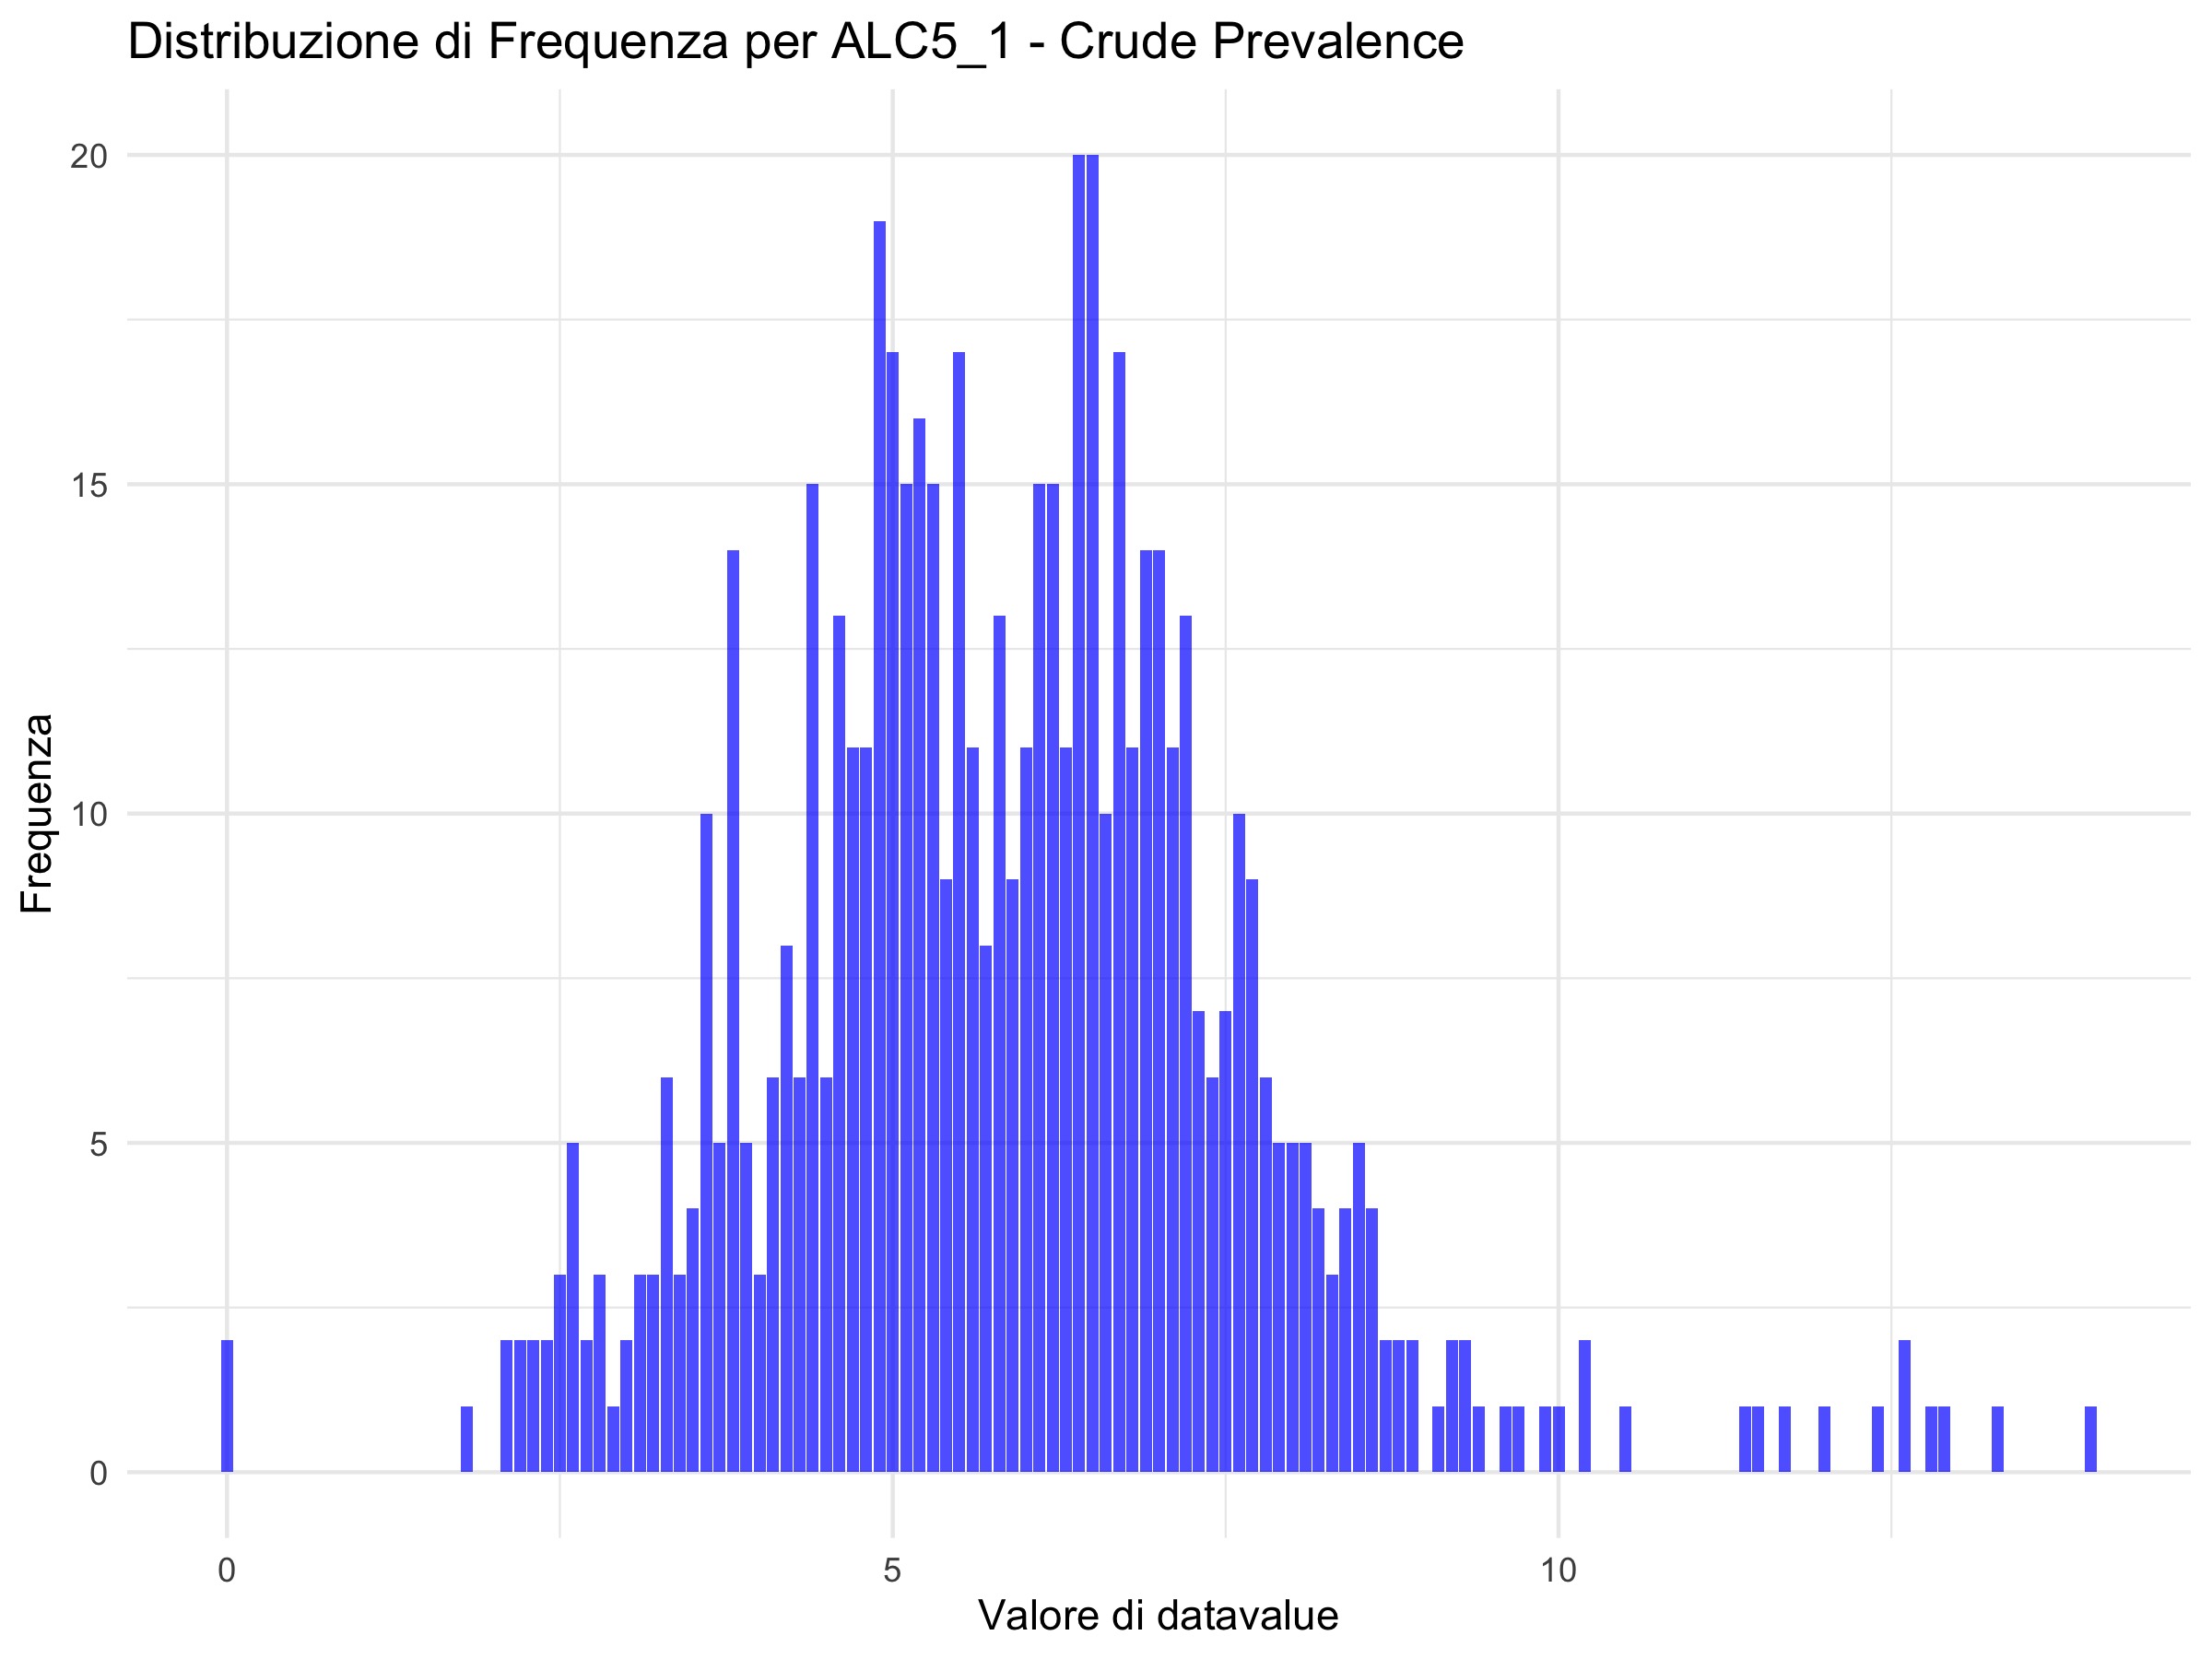 Distribuzione di Frequenza per ALC5_1 - Crude Prevalence
20
15
10
5
0
Frequenza
0 5 10
Valore di datavalue